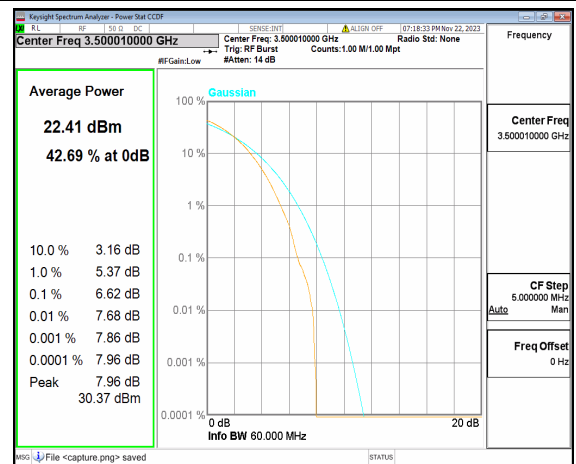 Keysight Spectrum Analyzer - Power Stat CCDF
RL RF 50 Ω DC SENSE:INT ALIGN OFF 07:18:33 PM Nov 22, 2023
Center Freq 3.500010000 GHz
Center Freq: 3.500010000 GHz Radio Std: None
Trig: RF Burst Counts:1.00 M/1.00 Mpt
#IFGain:Low #Atten: 14 dB
Frequency
Average Power
22.41 dBm
42.69 % at 0dB
10.0 % 3.16 dB
1.0 % 5.37 dB
0.1 % 6.62 dB
0.01 % 7.68 dB
0.001 % 7.86 dB
0.0001 % 7.96 dB
Peak 7.96 dB
30.37 dBm
Gaussian
100 %
10 %
1 %
0.1 %
0.01 %
0.001 %
0.0001 %
0 dB 20 dB
Info BW 60.000 MHz
Center Freq
3.500010000 GHz
CF Step
5.000000 MHz
Auto Man
Freq Offset
0 Hz
MSG File <capture.png> saved STATUS